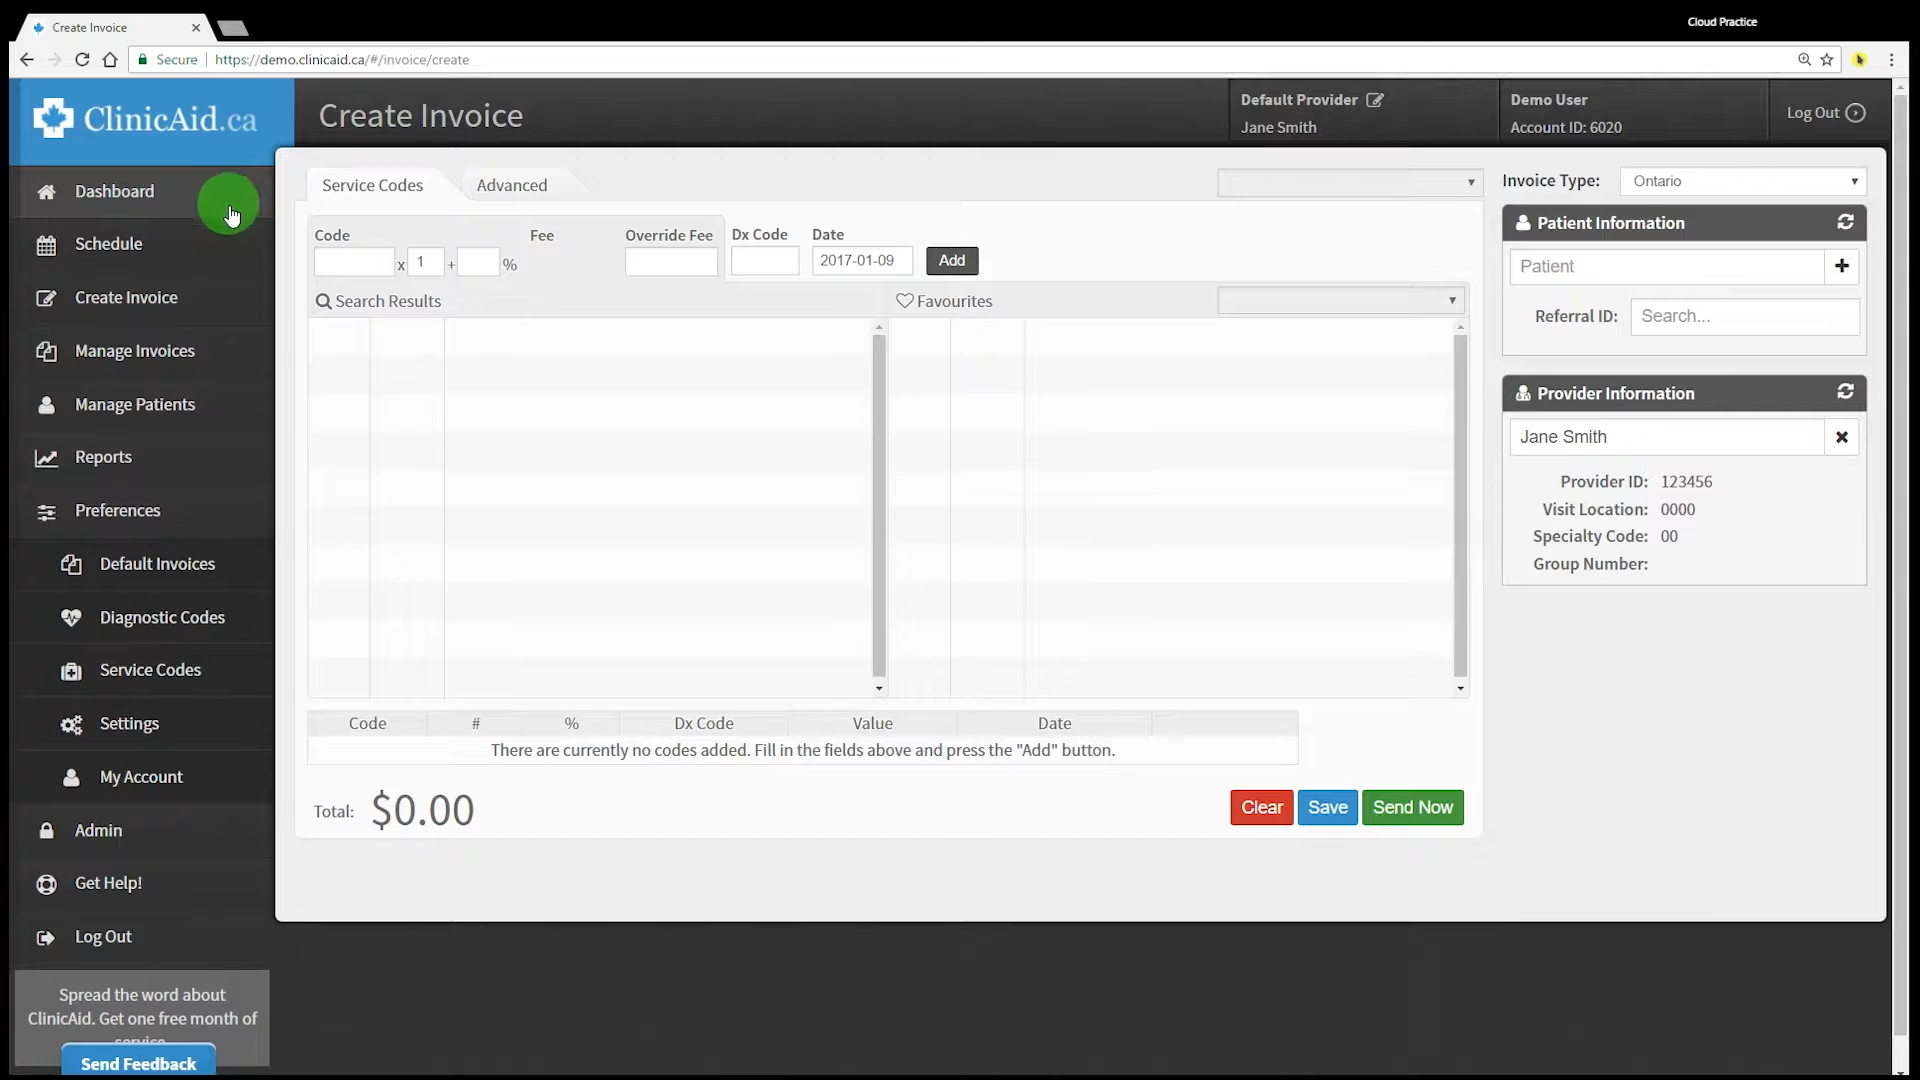 Create Invoice
Cloud Practice
Secure https://demo.clinicaid.ca/#/invoice/create
ClinicAid.ca
Create Invoice
Default Provider
Jane Smith
Demo User
Account ID: 6020
Log Out
Dashboard
Schedule
Create Invoice
Manage Invoices
Manage Patients
Reports
Preferences
Default Invoices
Diagnostic Codes
Service Codes
Settings
My Account
Admin
Get Help!
Log Out
Spread the word about
ClinicAid. Get one free month of
service.
Send Feedback
Service Codes Advanced
Code Fee Override Fee Dx Code Date
x 1 + % 2017-01-09 Add
Search Results Favourites
Code # % Dx Code Value Date
There are currently no codes added. Fill in the fields above and press the "Add" button.
Total: $0.00
Clear Save Send Now
Invoice Type: Ontario
Patient Information
Patient
Referral ID: Search...
Provider Information
Jane Smith
Provider ID: 123456
Visit Location: 0000
Specialty Code: 00
Group Number: